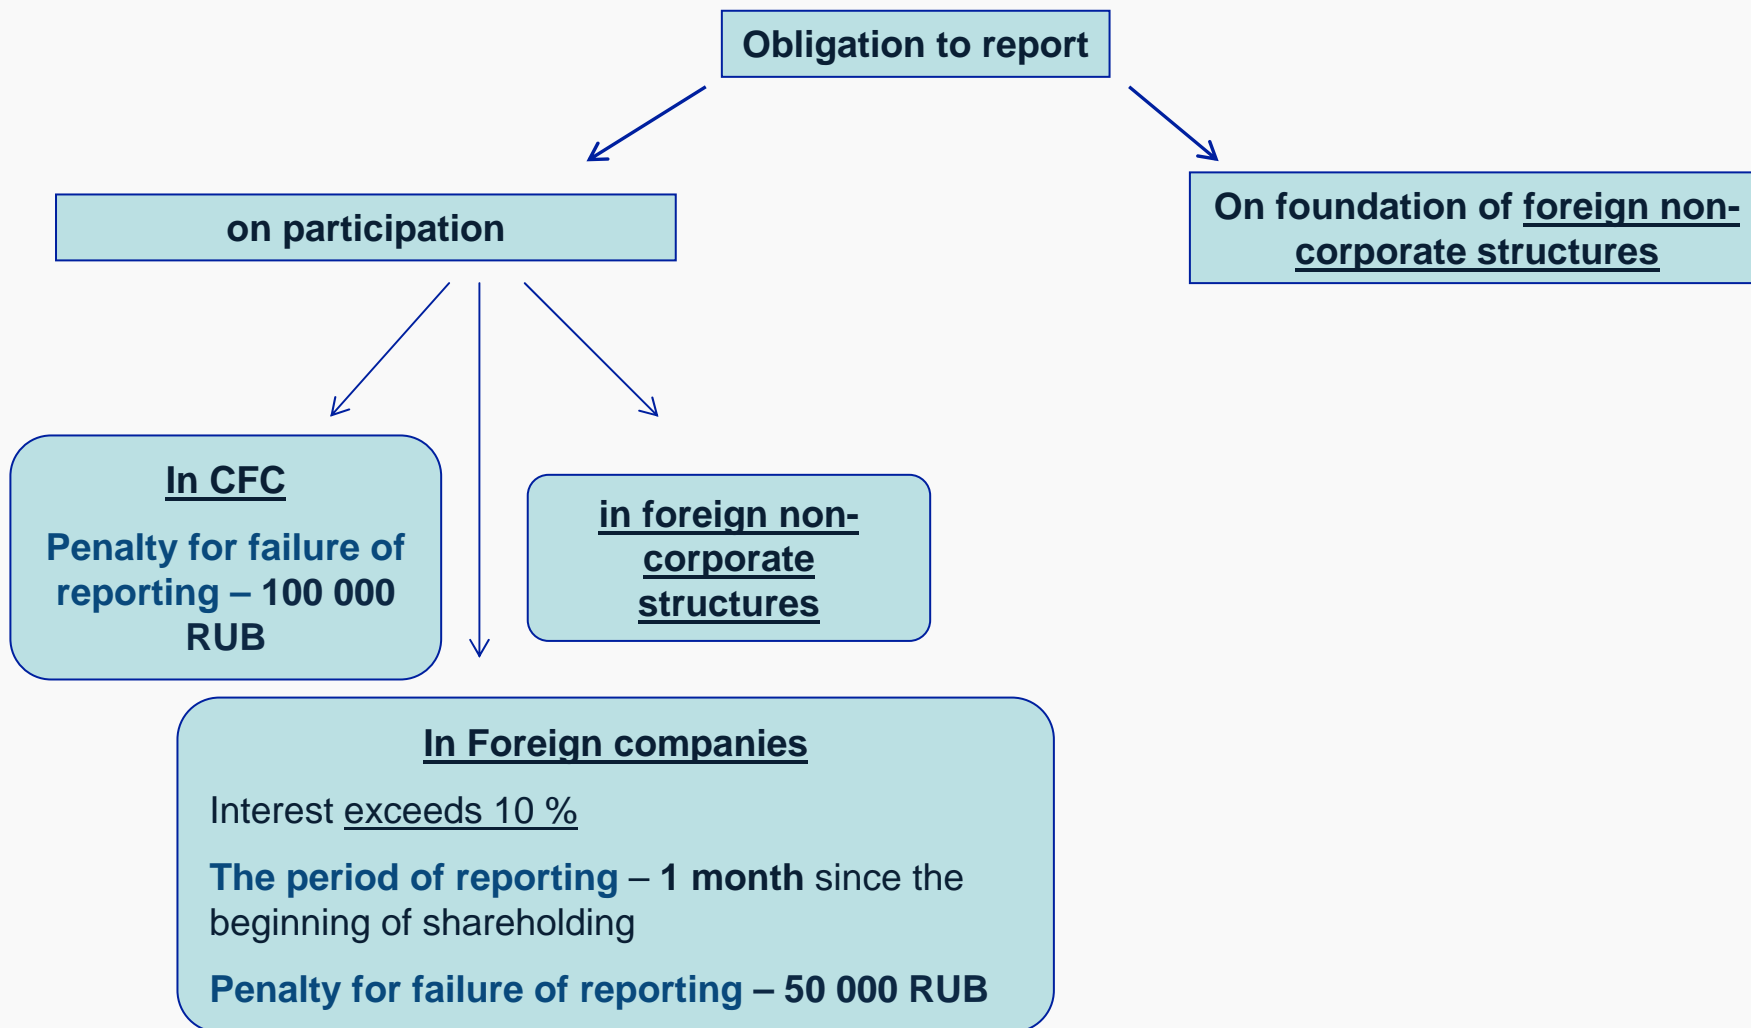 Obligation to report
on participation
On foundation of foreign non-
corporate structures
In CFC
Penalty for failure of
reporting – 100 000
RUB
in foreign non-
corporate
structures
In Foreign companies
Interest exceeds 10 %
The period of reporting – 1 month since the
beginning of shareholding
Penalty for failure of reporting – 50 000 RUB